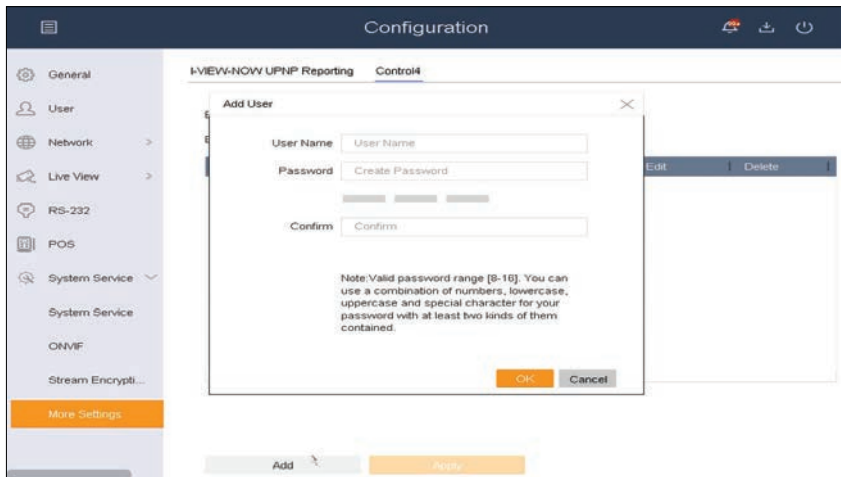 Configuration
General
User
Network
Live View
RS-232
POS
System Service
System Service
ONVIF
Stream Encrypti...
More Settings
I-VIEW-NOW UPNP Reporting
Control4
Edit
Delete
Add User
User Name
User Name
Password
Create Password
Confirm
Confirm
Note:Valid password range [8-16]. You can
use a combination of numbers, lowercase,
uppercase and special character for your
password with at least two kinds of them
contained.
OK
Cancel
Add
Apply